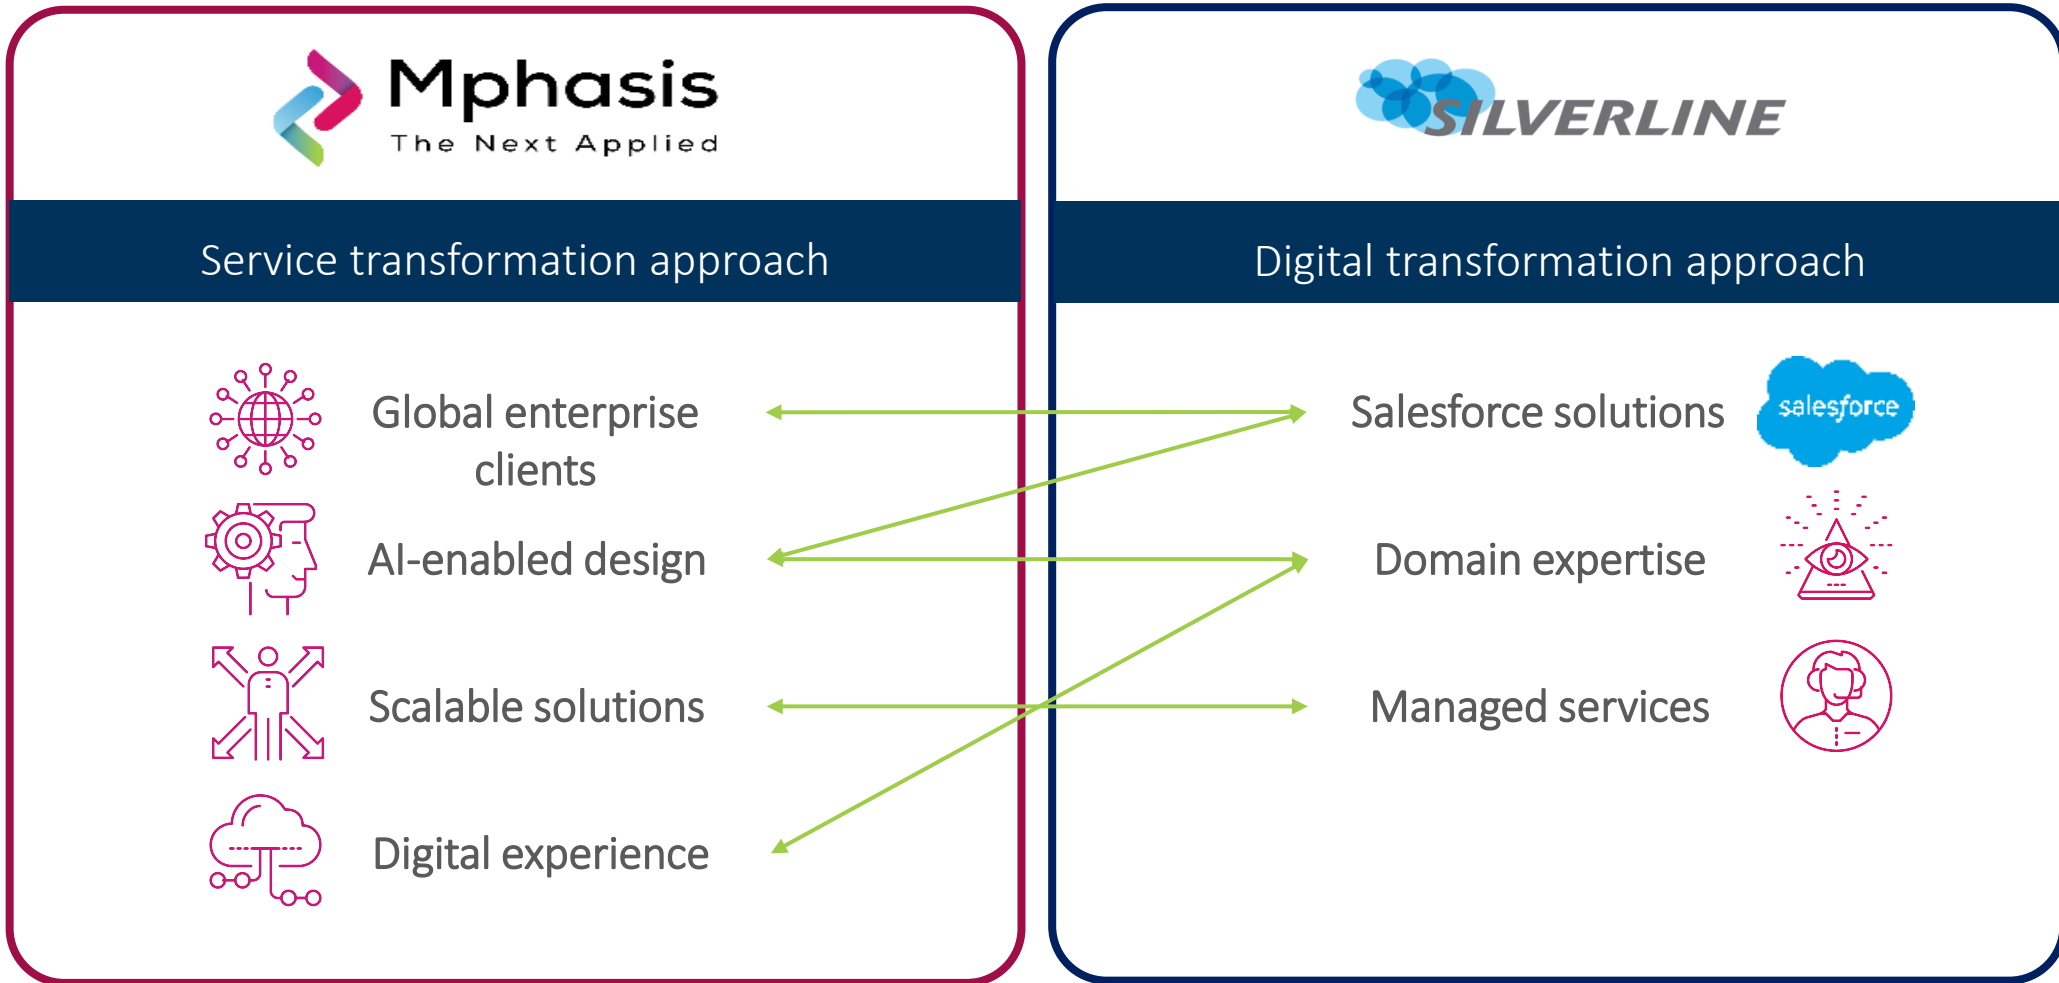 Mphasis
The Next Applied
SILVERLINE
Service transformation approach
Digital transformation approach
Global enterprise
clients
AI-enabled design
Scalable solutions
Digital experience
Salesforce solutions
salesforce
Domain expertise
Managed services